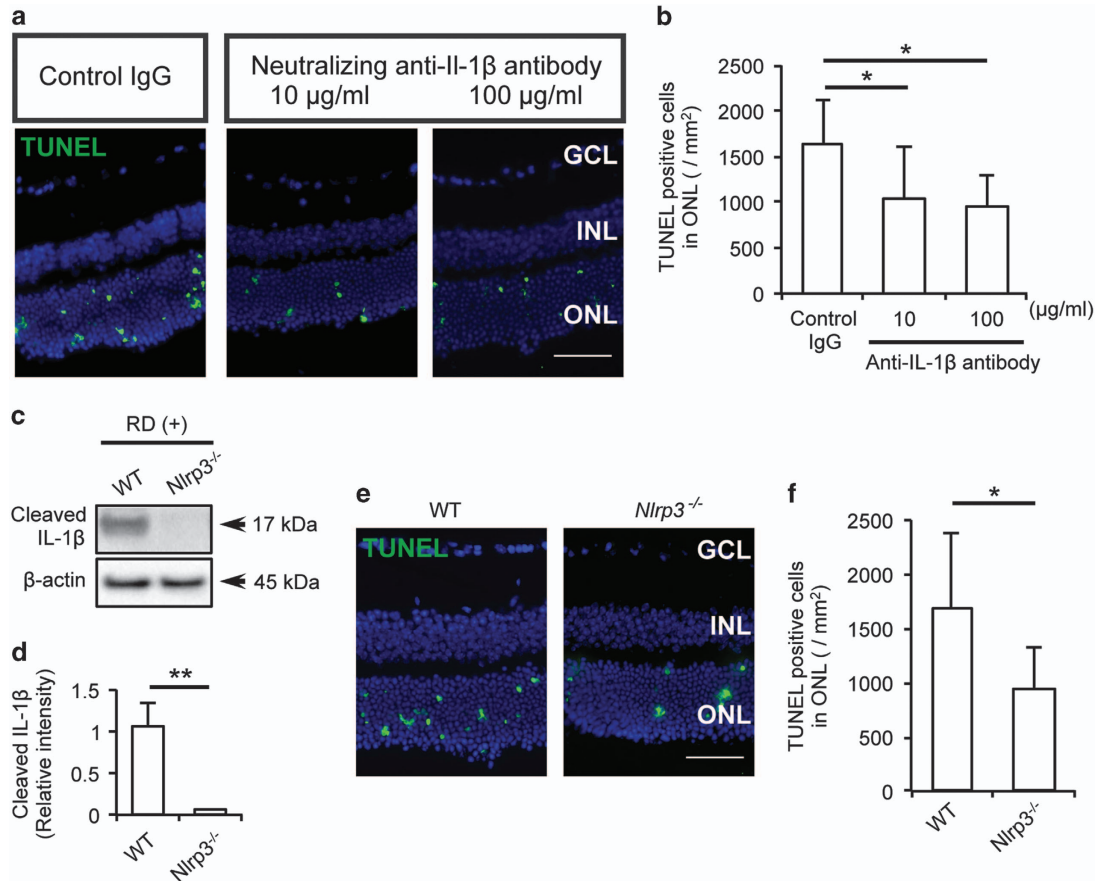 a
Control IgG
Neutralizing anti-Il-1β antibody
10 µg/ml 100 µg/ml
TUNEL
GCL
INL
ONL
b
TUNEL positive cells
in ONL ( / mm²)
2500
2000
1500
1000
500
0
*
*
Control
IgG
10
100
(µg/ml)
Anti-IL-1β antibody
c
RD (+)
WT
Nlrp3-/-
Cleaved
IL-1β
17 kDa
β-actin
45 kDa
d
Cleaved IL-1β
(Relative intensity)
1.5
1
0.5
0
**
WT
Nlrp3-/-
e
WT
Nlrp3 -/-
TUNEL
GCL
INL
ONL
f
TUNEL positive cells
in ONL ( / mm²)
2500
2000
1500
1000
500
0
*
WT
Nlrp3-/-